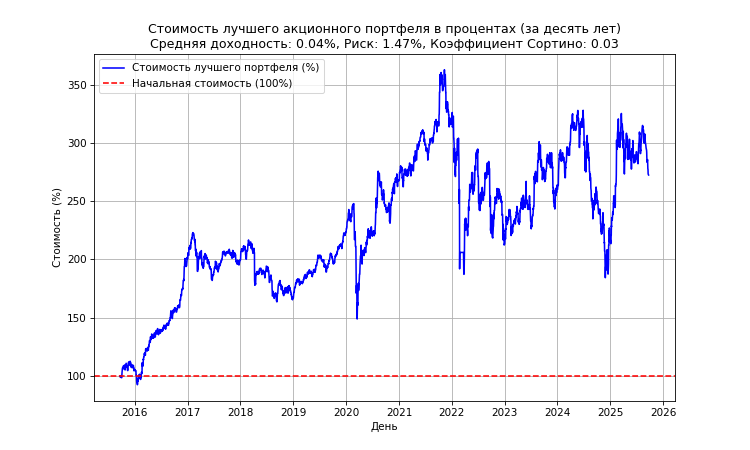 Стоимость лучшего акционного портфеля в процентах (за десять лет)
Средняя доходность: 0.04%, Риск: 1.47%, Коэффициент Сортино: 0.03
Стоимость лучшего портфеля (%)
Начальная стоимость (100%)
Стоимость (%)
350
300
250
200
150
100
2016 2017 2018 2019 2020 2021 2022 2023 2024 2025 2026
День